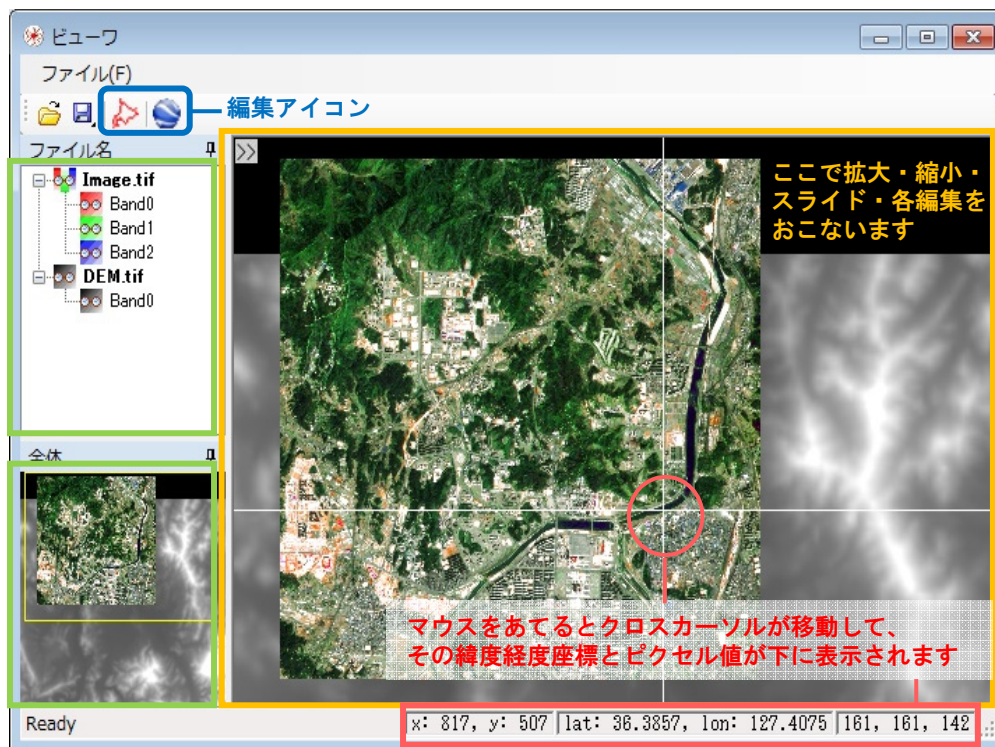 ビューワ
ファイル(F)
編集アイコン
ファイル名
Image.tif
Band0
Band1
Band2
DEM.tif
Band0
>>
ここで拡大・縮小・
スライド・各編集を
おこないます
全体
マウスをあてるとクロスカーソルが移動して、
その緯度経度座標とピクセル値が下に表示されます
Ready
x: 817, y: 507 lat: 36.3857, lon: 127.4075 161, 161, 142